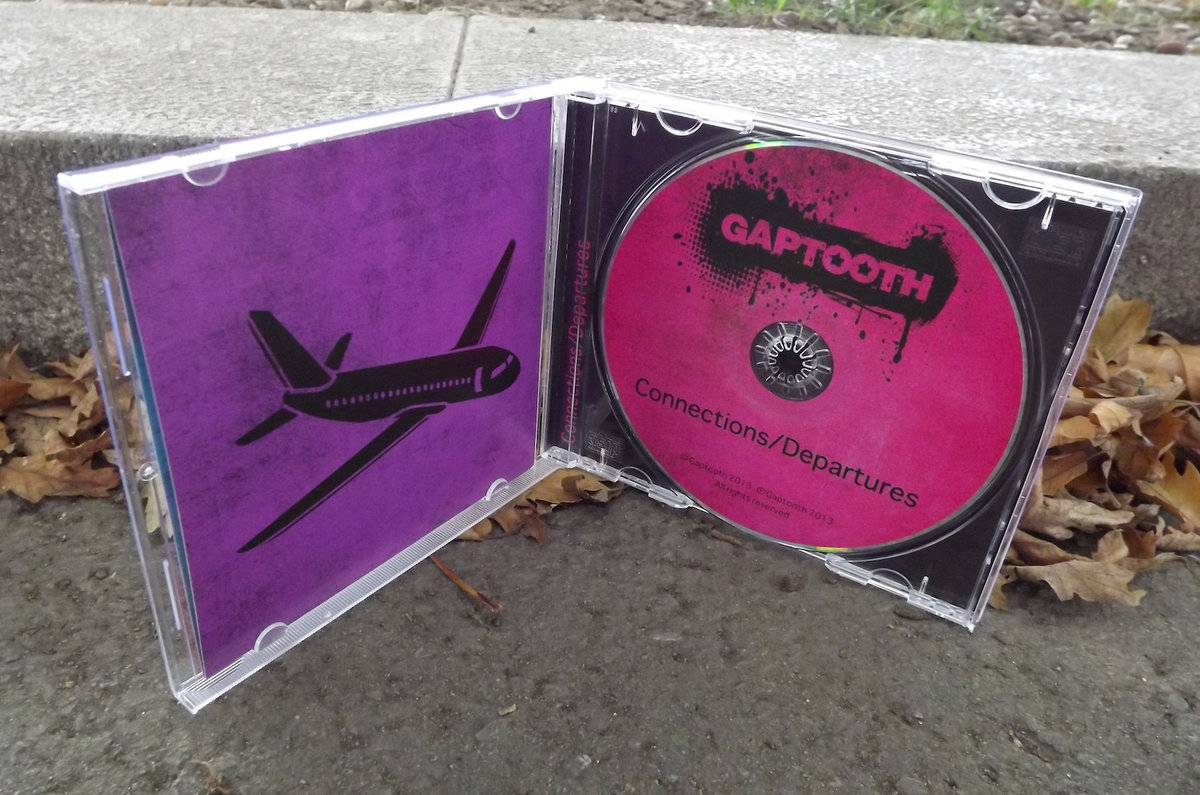 Connections/Departures
GAPTOOTH
Connections/Departures
©Gaptooth 2013 ℗Gaptooth 2013
All rights reserved